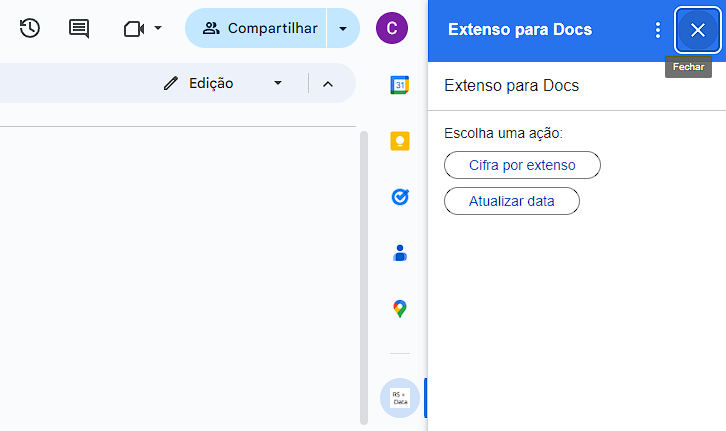 Compartilhar
C
Extenso para Docs
Fechar
Edição
31
Extenso para Docs
Escolha uma ação:
Cifra por extenso
Atualizar data
R$ +
Data